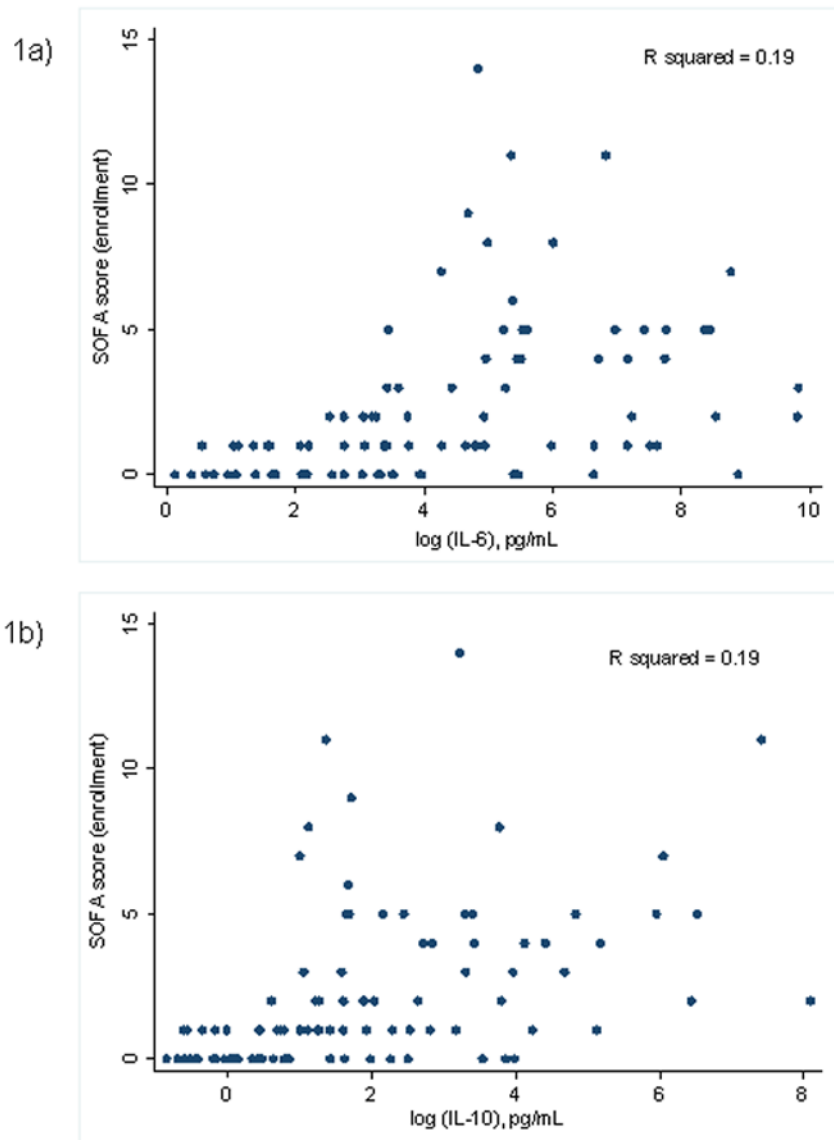 1a)
R squared = 0.19
15
10
5
0
SOFA score (enrollment)
0 2 4 6 8 10
log (IL-6), pg/mL
1b)
R squared = 0.19
15
10
5
0
SOFA score (enrollment)
0 2 4 6 8
log (IL-10), pg/mL